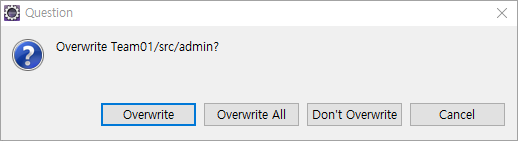 Question
Overwrite Team01/src/admin?
Overwrite
Overwrite All
Don't Overwrite
Cancel